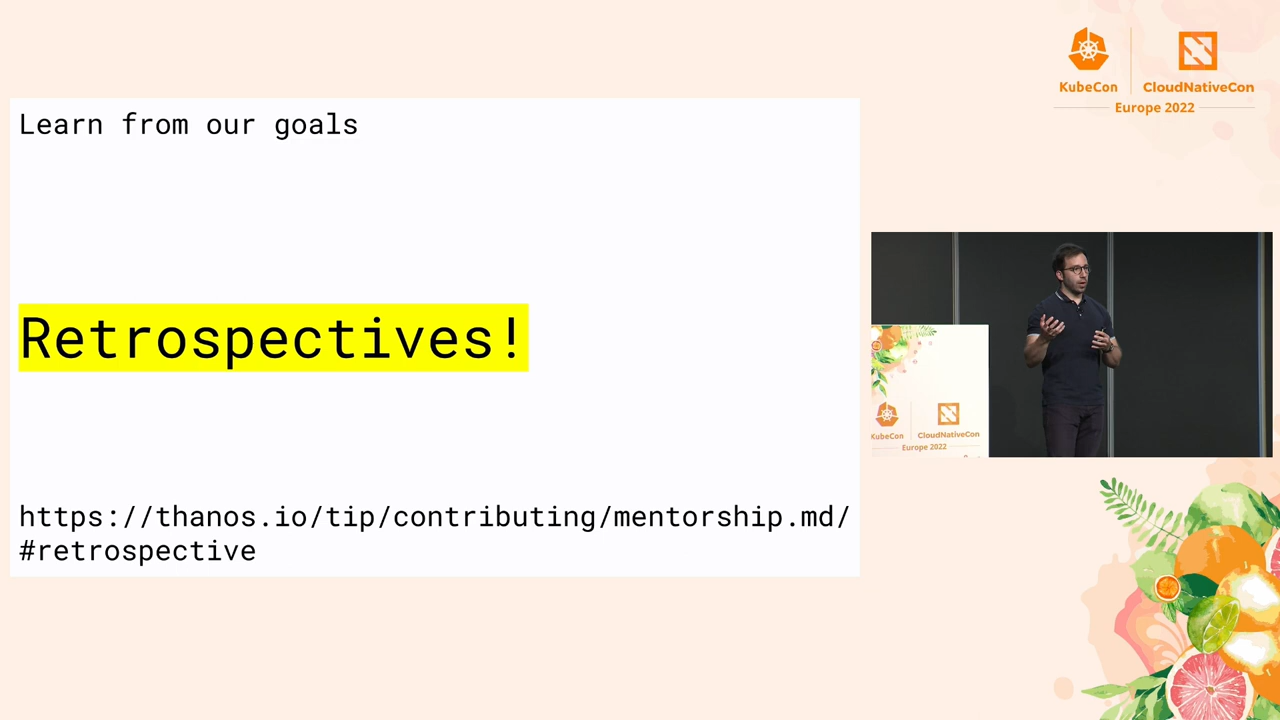 KubeCon
CloudNativeCon
Europe 2022
Learn from our goals
Retrospectives!
https://thanos.io/tip/contributing/mentorship.md/
#retrospective
KubeCon
CloudNativeCon
Europe 2022